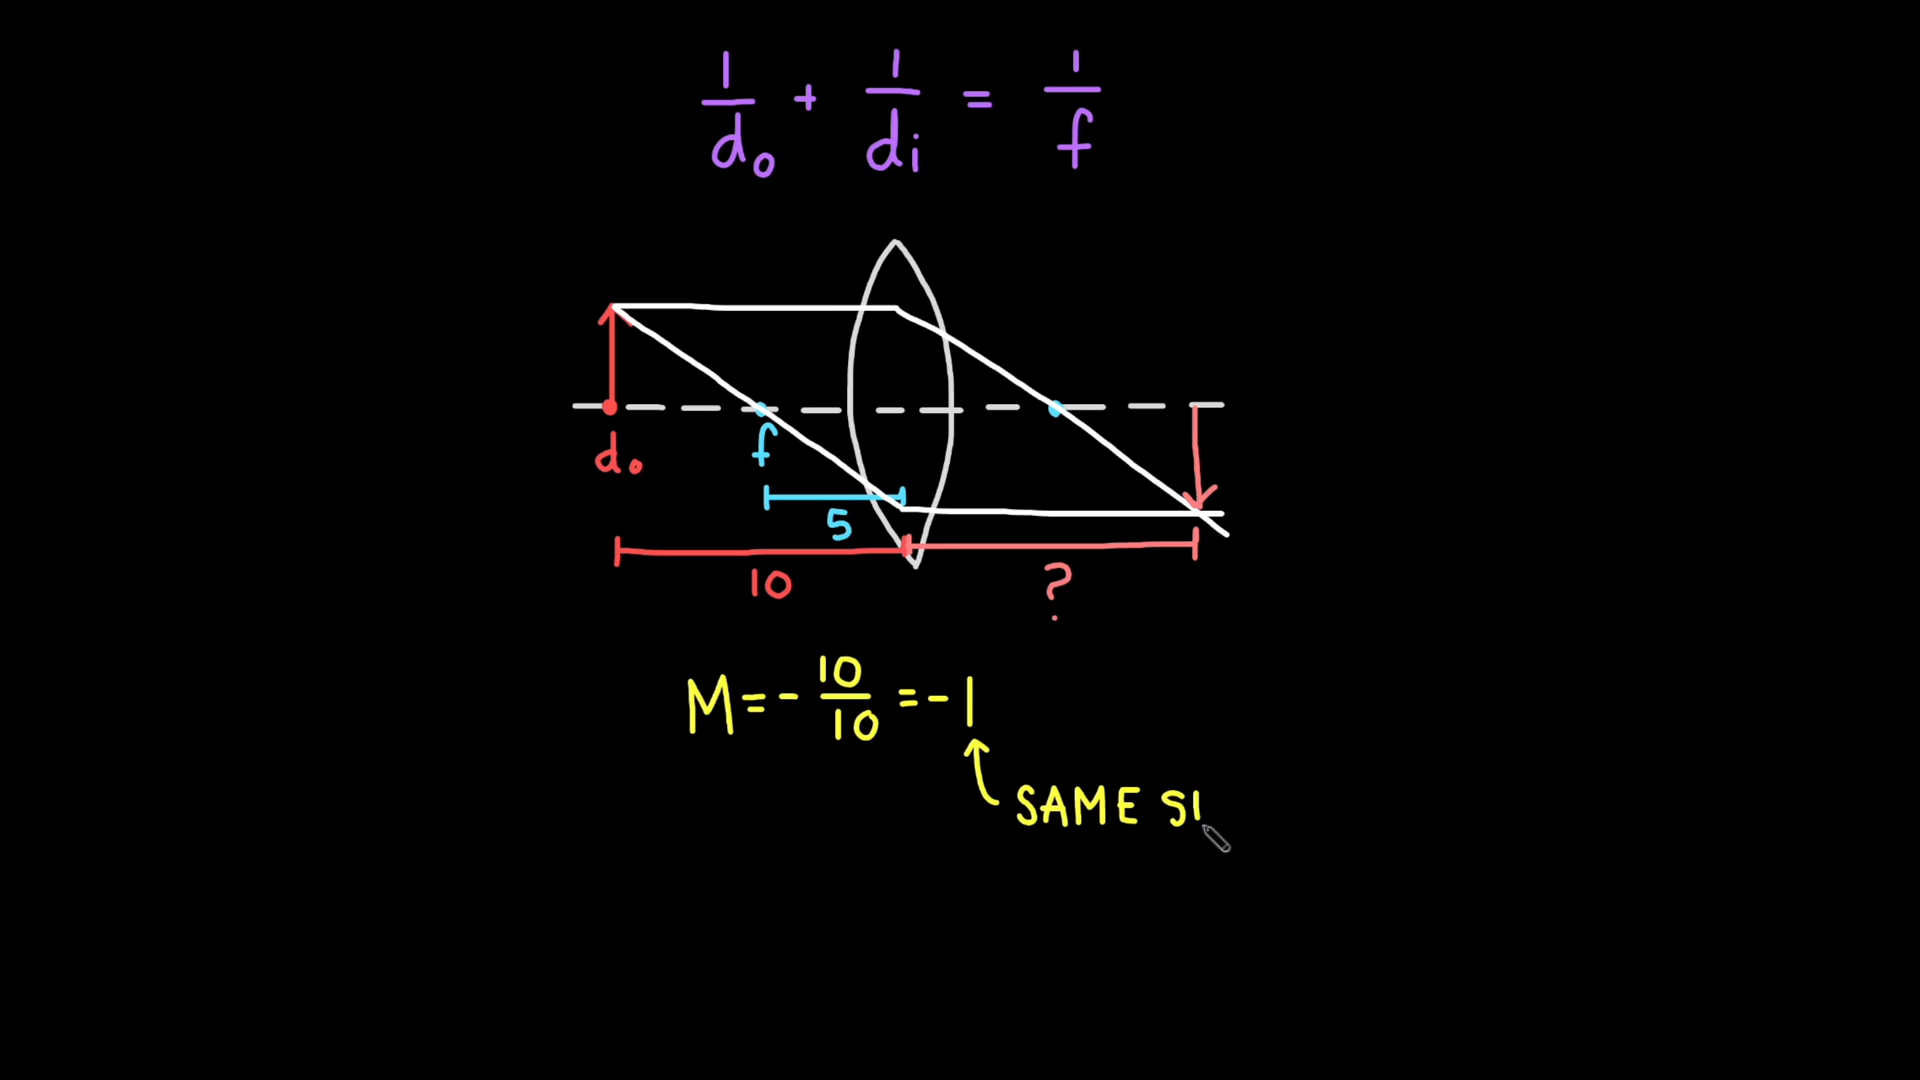 1/d₀ + 1/di = 1/f
d₀
f
5
10
?
M = - 10/10 = -1
SAME SI